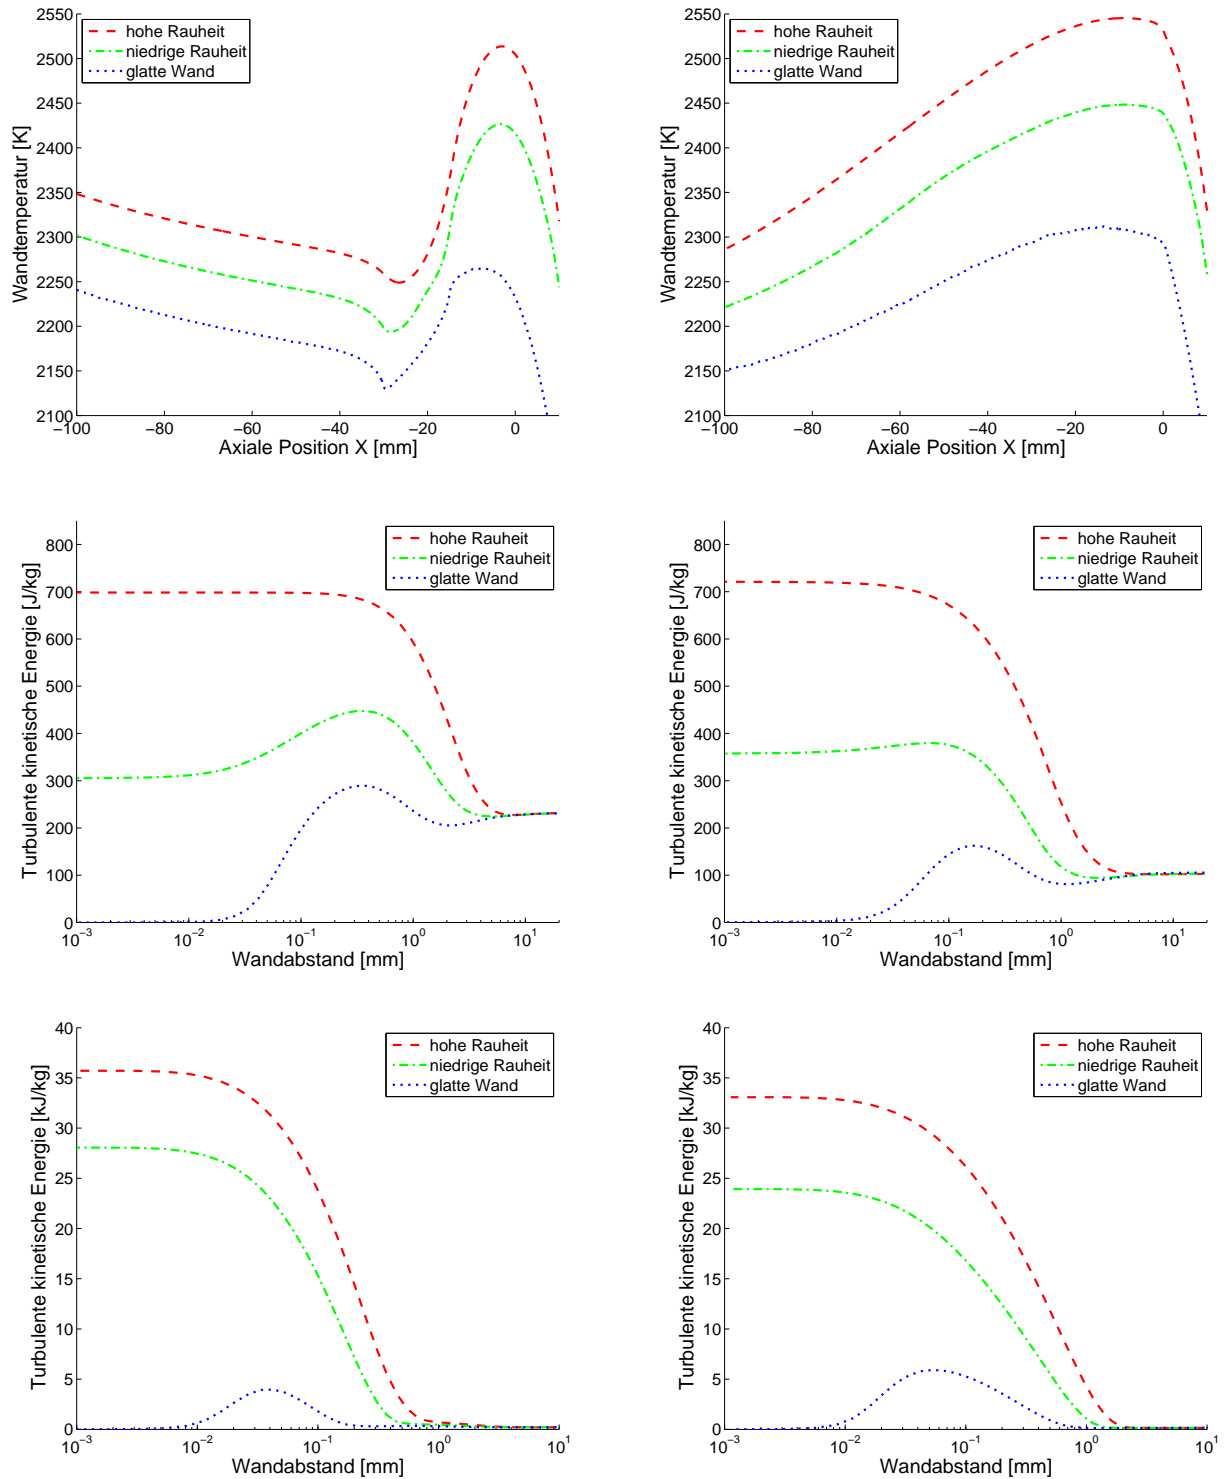 2550
2500
2450
2400
2350
2300
2250
2200
2150
2100
Wandtemperatur [K]
hohe Rauheit
niedrige Rauheit
glatte Wand
−100 −80 −60 −40 −20 0
Axiale Position X [mm]
2550
2500
2450
2400
2350
2300
2250
2200
2150
2100
Wandtemperatur [K]
hohe Rauheit
niedrige Rauheit
glatte Wand
−100 −80 −60 −40 −20 0
Axiale Position X [mm]
800
700
600
500
400
300
200
100
0
Turbulente kinetische Energie [J/kg]
hohe Rauheit
niedrige Rauheit
glatte Wand
10⁻³ 10⁻² 10⁻¹ 10⁰ 10¹
Wandabstand [mm]
800
700
600
500
400
300
200
100
0
Turbulente kinetische Energie [J/kg]
hohe Rauheit
niedrige Rauheit
glatte Wand
10⁻³ 10⁻² 10⁻¹ 10⁰ 10¹
Wandabstand [mm]
40
35
30
25
20
15
10
5
0
Turbulente kinetische Energie [kJ/kg]
hohe Rauheit
niedrige Rauheit
glatte Wand
10⁻³ 10⁻² 10⁻¹ 10⁰ 10¹
Wandabstand [mm]
40
35
30
25
20
15
10
5
0
Turbulente kinetische Energie [kJ/kg]
hohe Rauheit
niedrige Rauheit
glatte Wand
10⁻³ 10⁻² 10⁻¹ 10⁰ 10¹
Wandabstand [mm]